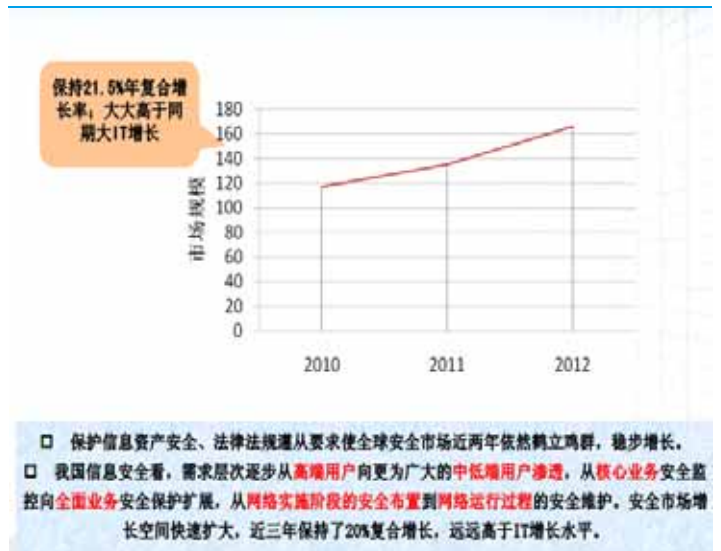 保持21.5%年复合增
长率；大大高于同
期大IT增长
市场规模
180
160
140
120
100
80
60
40
20
0
2010
2011
2012
□ 保护信息资产安全、法律法规遵从要求使全球安全市场近两年依然鹤立鸡群，稳步增长。
□ 我国信息安全看，需求层次逐步从高端用户向更为广大的中低端用户渗透，从核心业务安全监
控向全面业务安全保护扩展，从网络实施阶段的安全布置到网络运行过程的安全维护。安全市场增
长空间快速扩大，近三年保持了20%复合增长，远远高于IT增长水平。